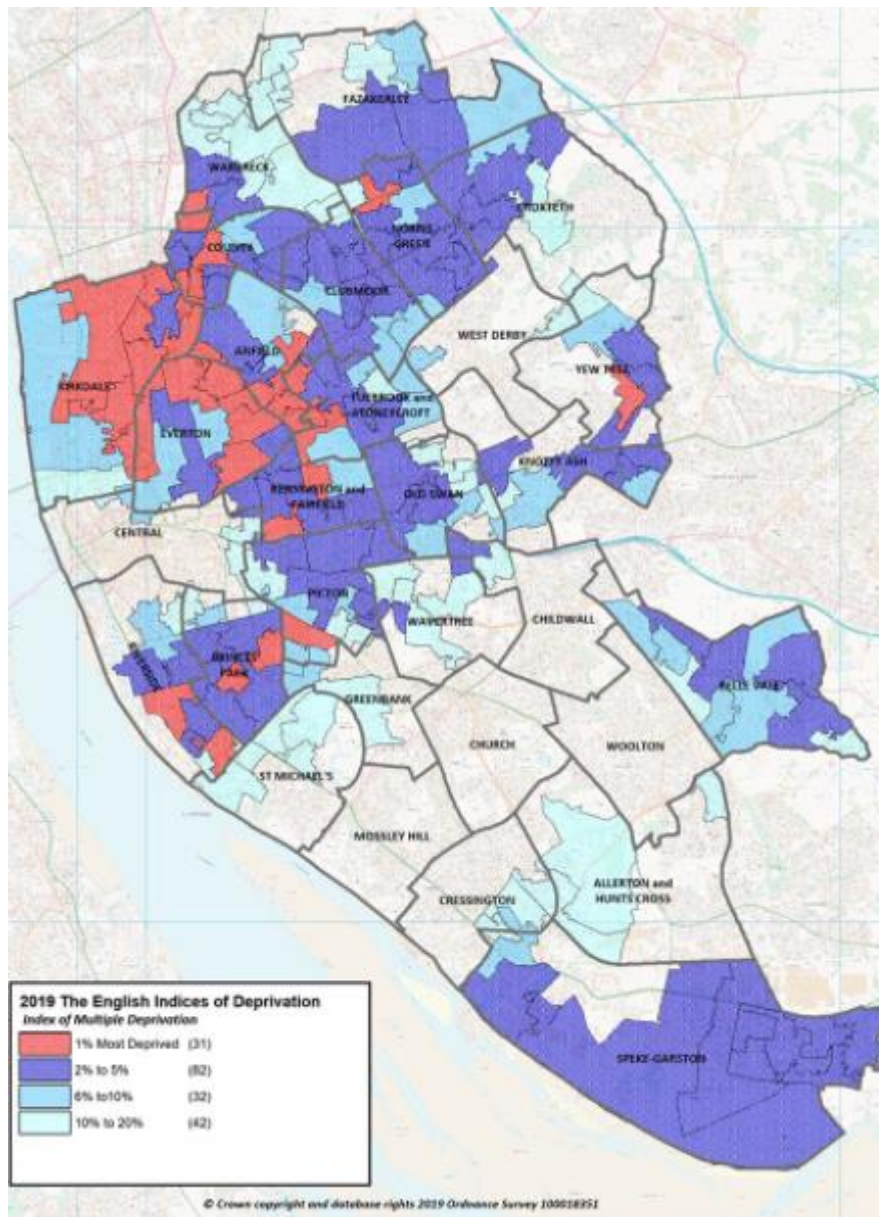 FAZAKERLEY
WARBRECK
CROXTETH
NORRIS
GREEN
COUNTY
CLUBMOOR
WEST DERBY
ANFIELD
YEW TREE
KIRKDALE
TUEBROOK and
STONEYCROFT
EVERTON
KNOTTY ASH
KENSINGTON and
FAIRFIELD
OLD SWAN
CENTRAL
PICTON
WAVERTREE
CHILDWALL
RIVERSIDE
PRINCES
PARK
BELLE VALE
GREENBANK
CHURCH
WOOLTON
ST MICHAEL'S
MOSSLEY HILL
ALLERTON and
HUNTS CROSS
CRESSINGTON
SPEKE-GARSTON
2019 The English Indices of Deprivation
Index of Multiple Deprivation
1% Most Deprived (31)
2% to 5% (82)
6% to10% (32)
10% to 20% (42)
© Crown copyright and database rights 2019 Ordnance Survey 100018351